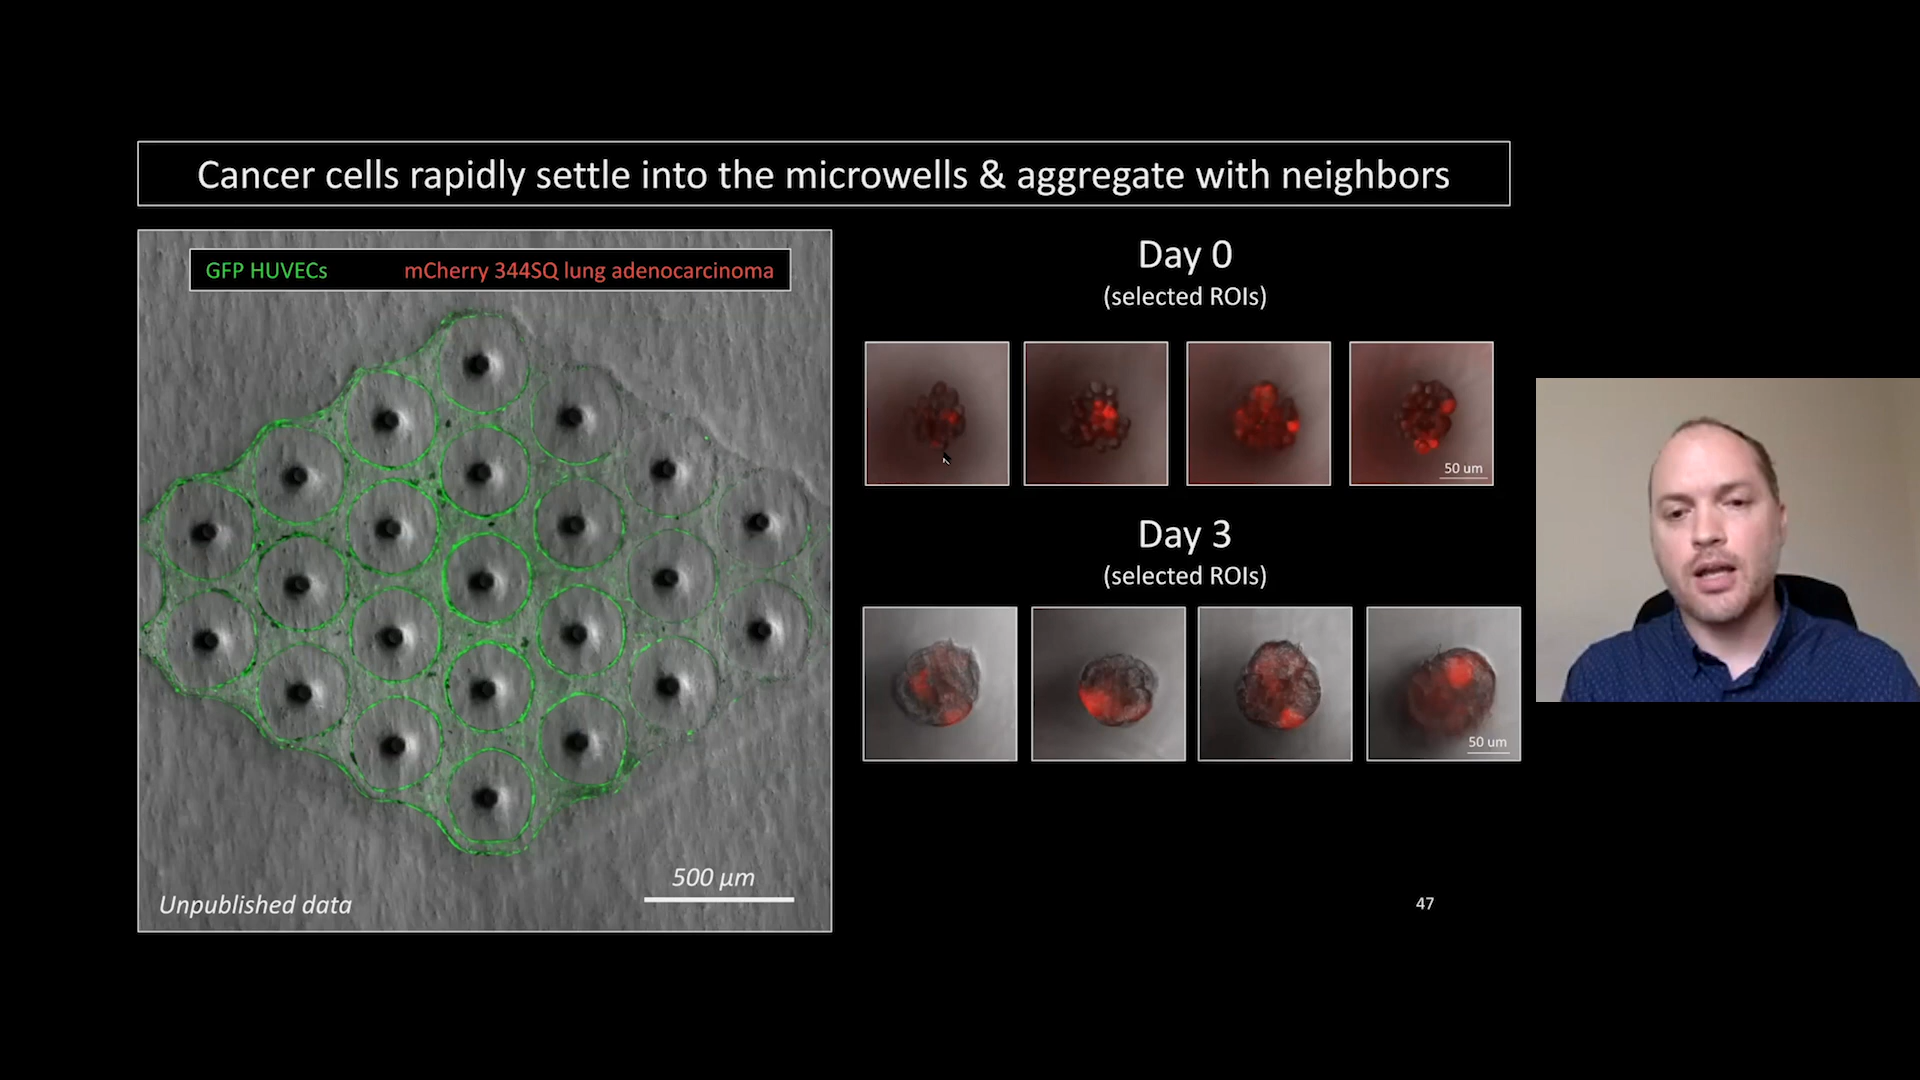 Cancer cells rapidly settle into the microwells & aggregate with neighbors
GFP HUVECs mCherry 344SQ lung adenocarcinoma
500 μm
Unpublished data
Day 0
(selected ROIs)
50 um
Day 3
(selected ROIs)
50 um
47